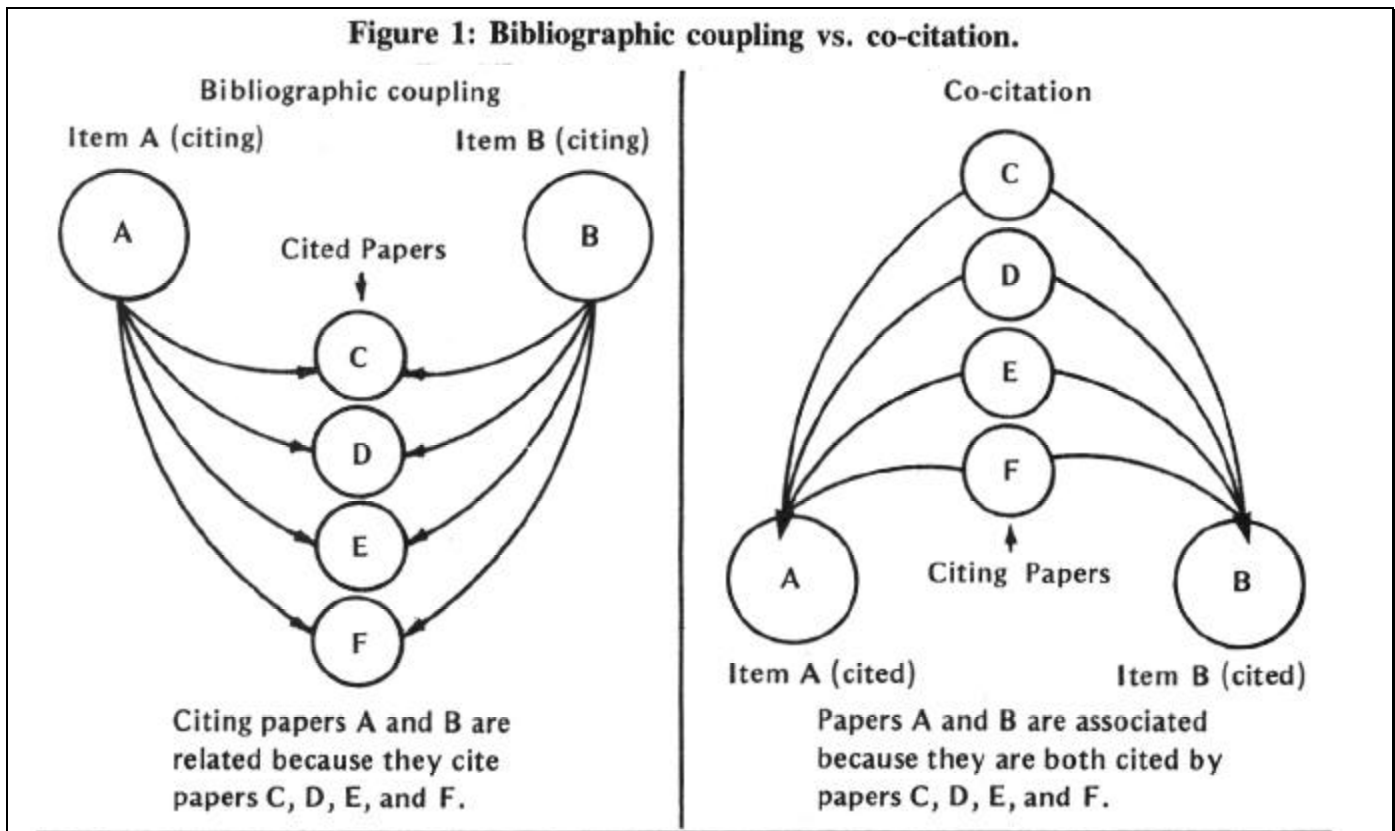 Figure 1: Bibliographic coupling vs. co-citation.
Bibliographic coupling
Item A (citing)
Item B (citing)
A
B
Cited Papers
C
D
E
F
Citing papers A and B are
related because they cite
papers C, D, E, and F.
Co-citation
C
D
E
F
Citing Papers
A
B
Item A (cited)
Item B (cited)
Papers A and B are associated
because they are both cited by
papers C, D, E, and F.